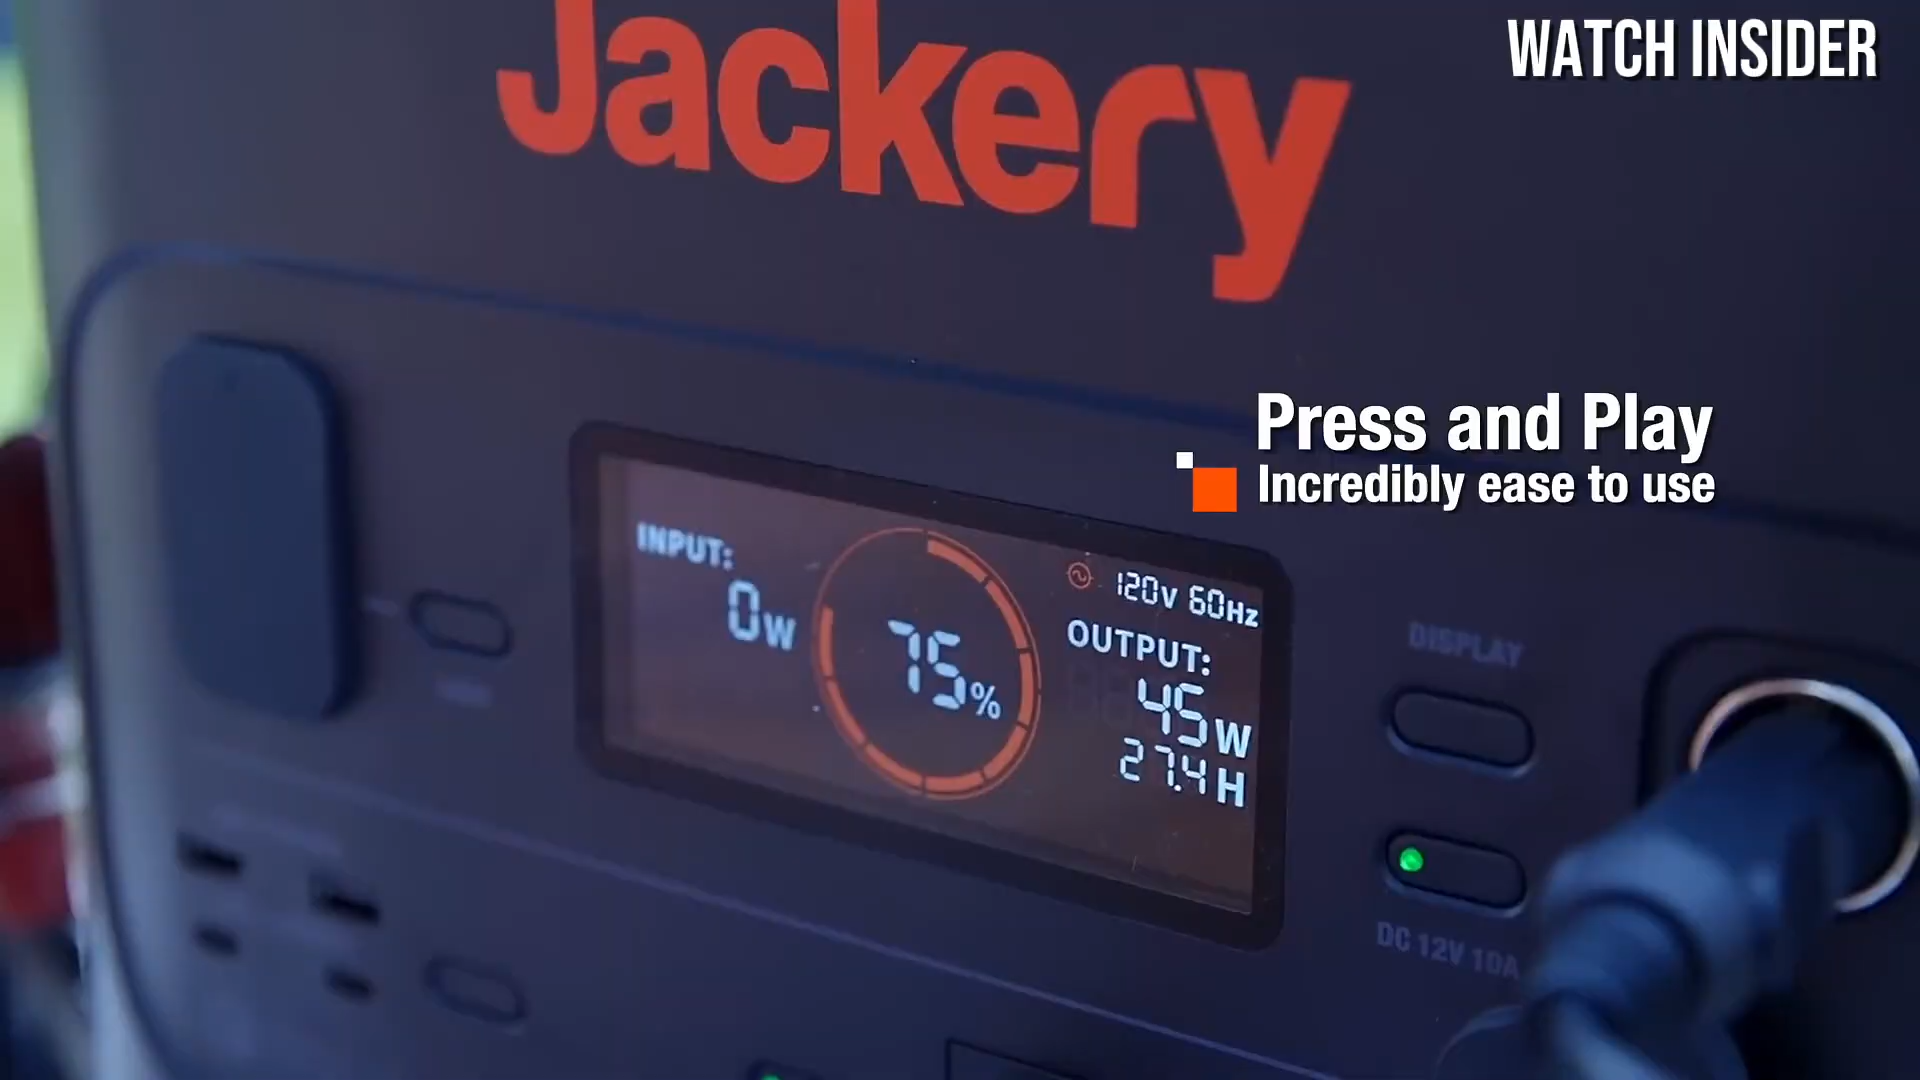 Jackery
WATCH INSIDER
Press and Play
Incredibly ease to use
INPUT:
0W
75%
120V 60Hz
OUTPUT:
45W
27.4H
DISPLAY
DC 12V 10A